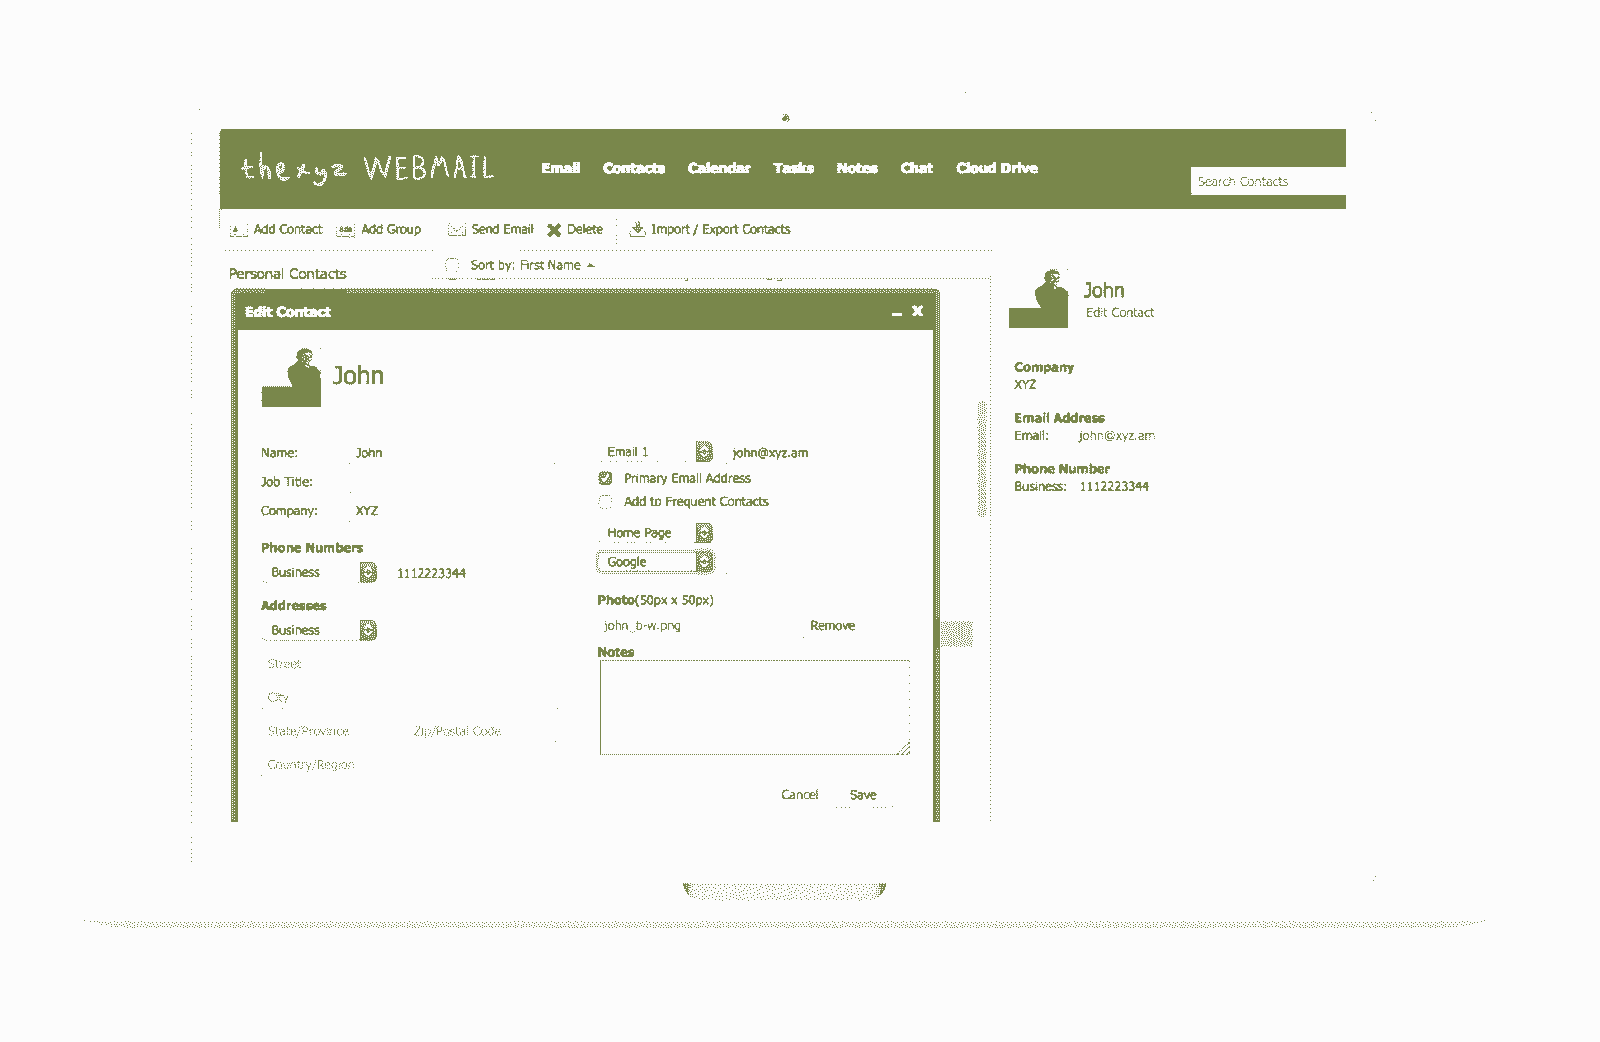 thexyz WEBMAIL Email Contacts Calendar Tasks Notes Chat Cloud Drive
Search Contacts
Add Contact Add Group Send Email Delete Import / Export Contacts
Personal Contacts
Sort by: First Name
Edit Contact
John
Name: John
Job Title:
Company: XYZ
Phone Numbers
Business 1112223344
Addresses
Business
Street
City
State/Province Zip/Postal Code
Country/Region
Email 1 john@xyz.am
Primary Email Address
Add to Frequent Contacts
Home Page
Google
Photo(50px x 50px)
john_b-w.png Remove
Notes
Cancel Save
John
Edit Contact
Company
XYZ
Email Address
Email: john@xyz.am
Phone Number
Business: 1112223344